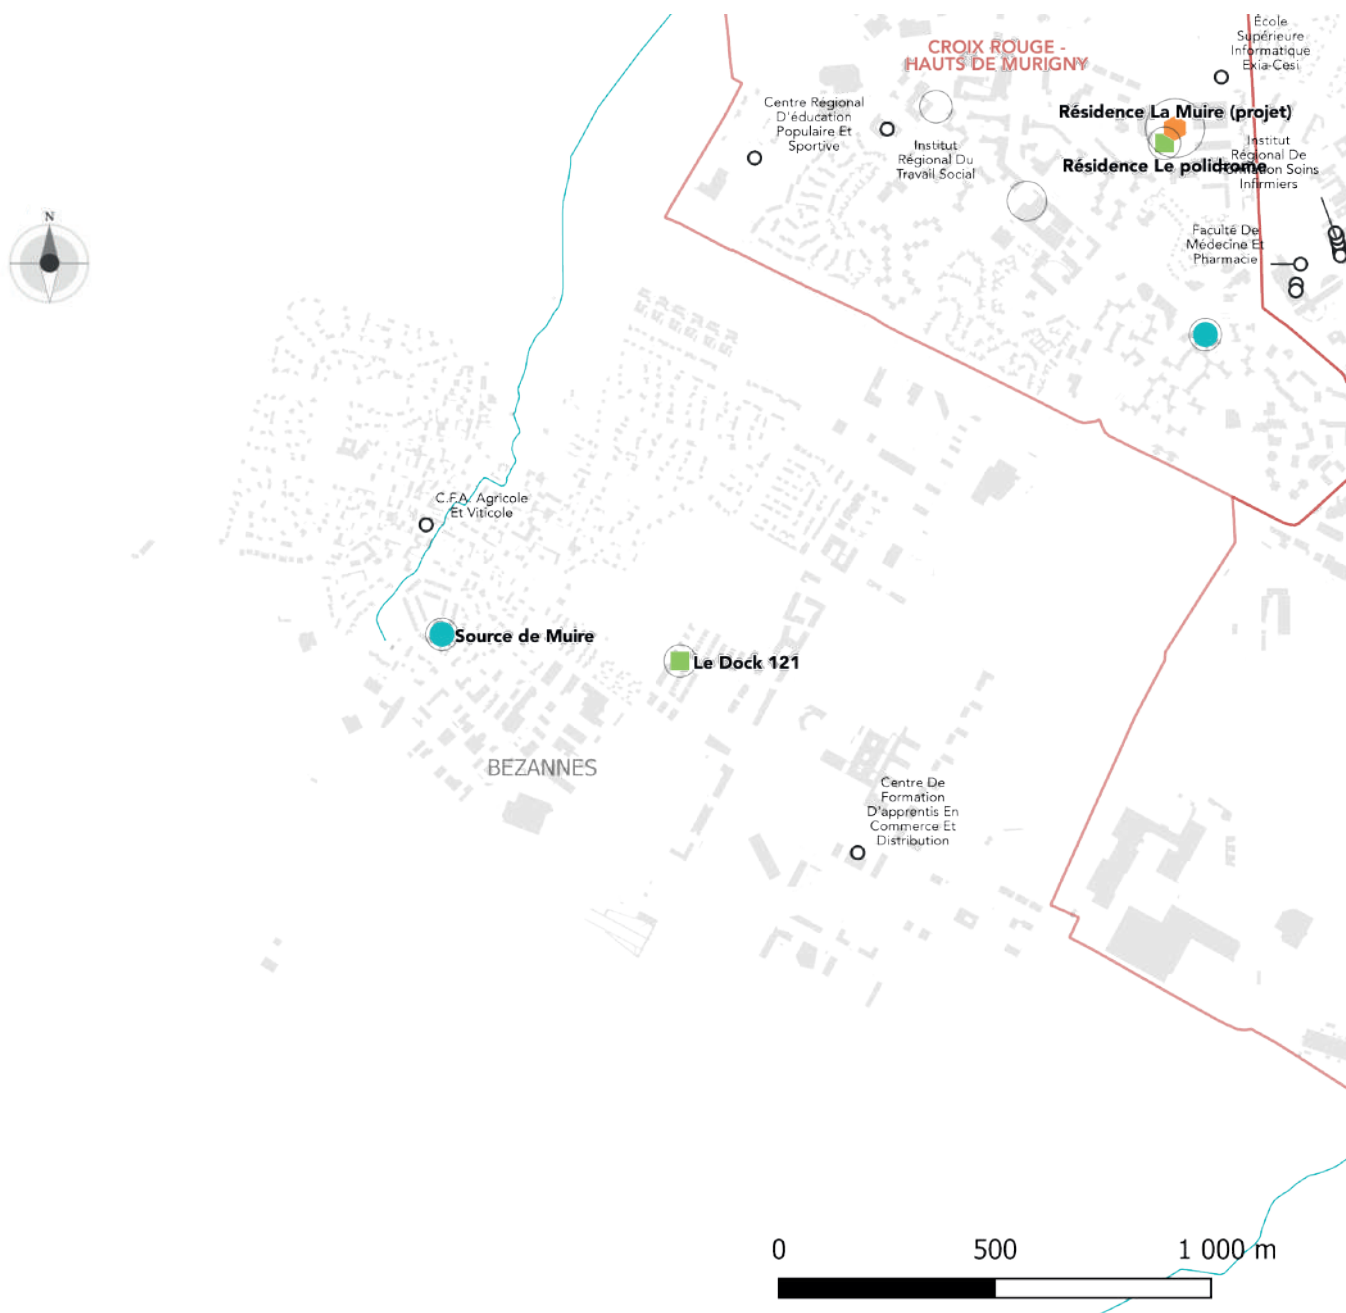 École
Supérieure
Informatique
Exia-Cesi
CROIX ROUGE -
HAUTS DE MURIGNY
Centre Régional
D'éducation
Populaire Et
Sportive
Résidence La Muire (projet)
Institut
Régional Du
Travail Social
Institut
Régional De
Formation Soins
Infirmiers
Résidence Le polidrome
N
Faculté De
Médecine Et
Pharmacie
C.F.A. Agricole
Et Viticole
Source de Muire
Le Dock 121
BEZANNES
Centre De
Formation
D'apprentis En
Commerce Et
Distribution
0 500 1 000 m